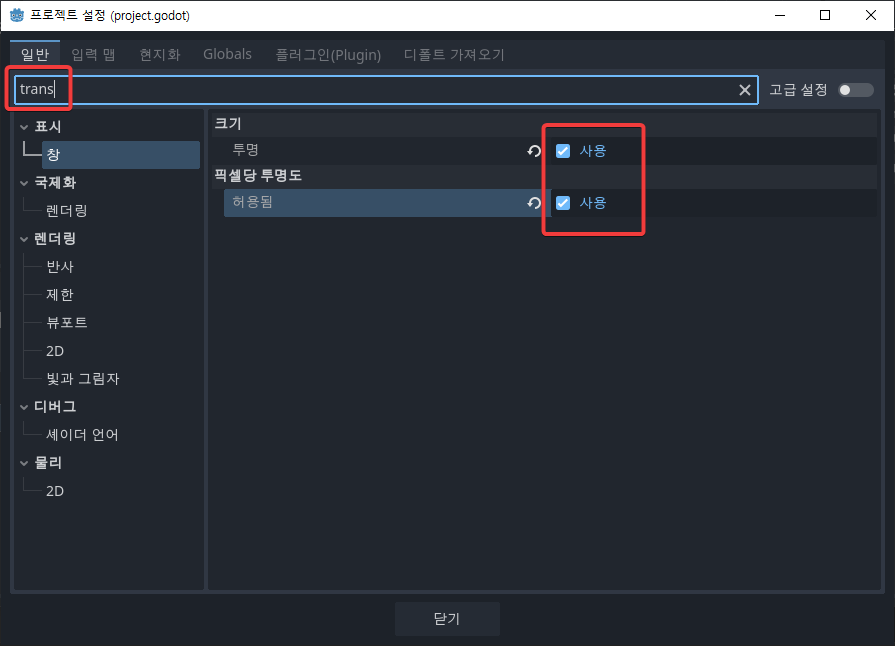 프로젝트 설정 (project.godot)
일반 입력 맵 현지화 Globals 플러그인(Plugin) 디폴트 가져오기
trans 고급 설정
표시
창
국제화
렌더링
렌더링
반사
제한
뷰포트
2D
빛과 그림자
디버그
셰이더 언어
물리
2D
크기
투명 사용
픽셀당 투명도
허용됨 사용
닫기